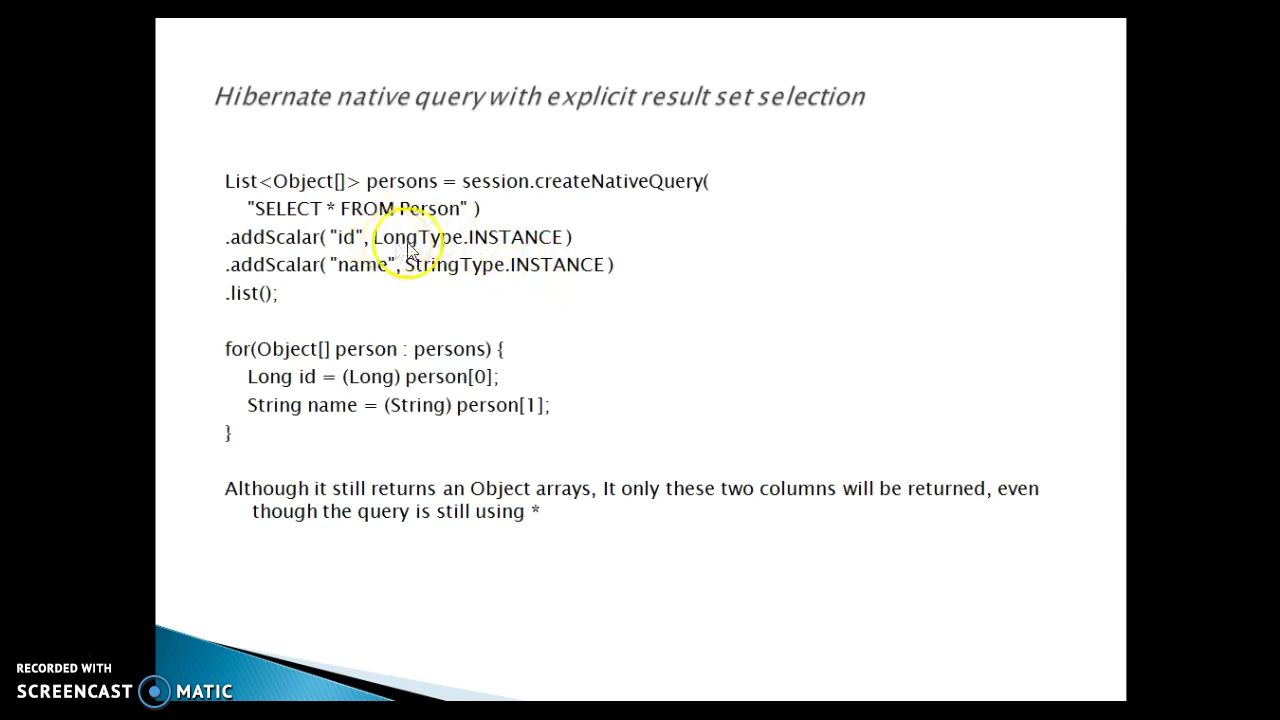 Hibernate native query with explicit result set selection
List<Object[]> persons = session.createNativeQuery(
"SELECT * FROM Person" )
.addScalar( "id", LongType.INSTANCE )
.addScalar( "name", StringType.INSTANCE )
.list();
for(Object[] person : persons) {
Long id = (Long) person[0];
String name = (String) person[1];
}
Although it still returns an Object arrays, It only these two columns will be returned, even
though the query is still using *
RECORDED WITH
SCREENCAST MATIC